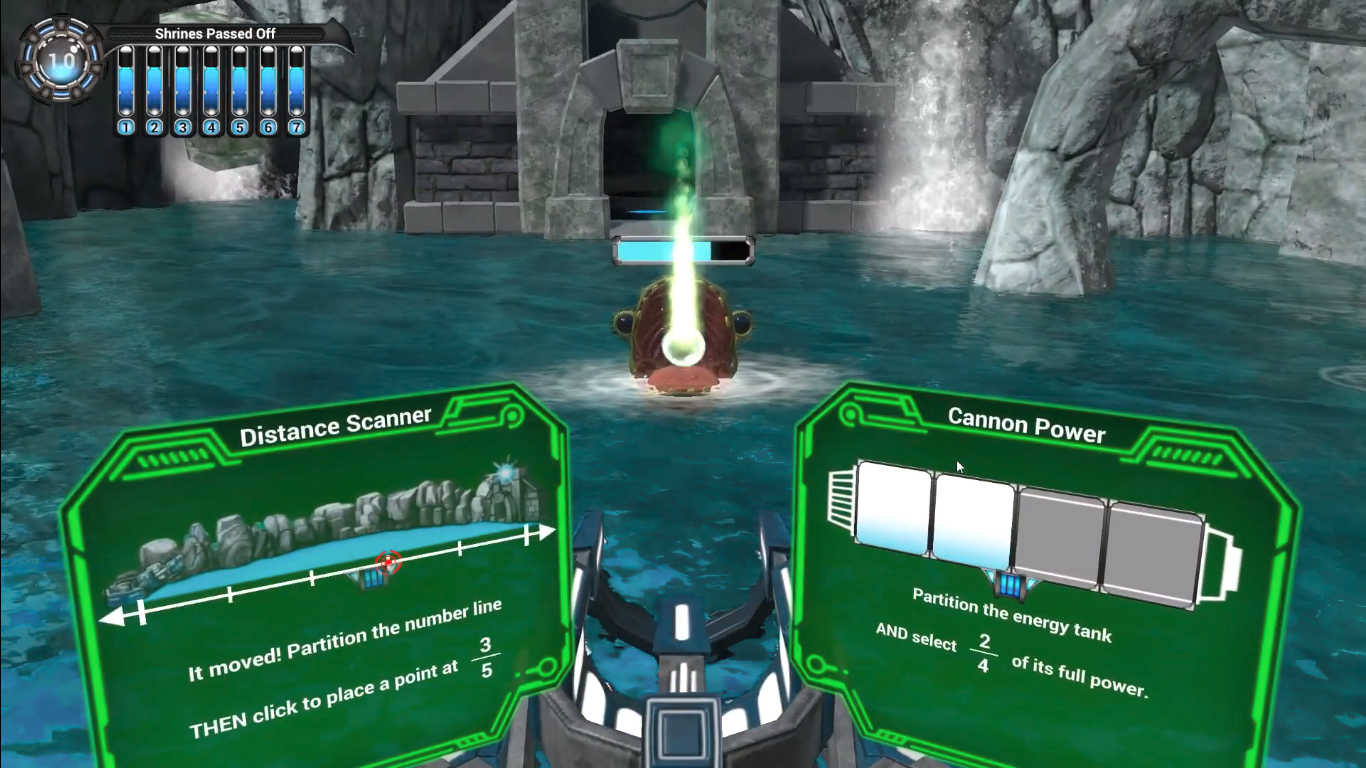 Shrines Passed Off
10
1 2 3 4 5 6 7
Distance Scanner
It moved! Partition the number line
THEN click to place a point at 3/5
Cannon Power
Partition the energy tank
AND select 2/4 of its full power.